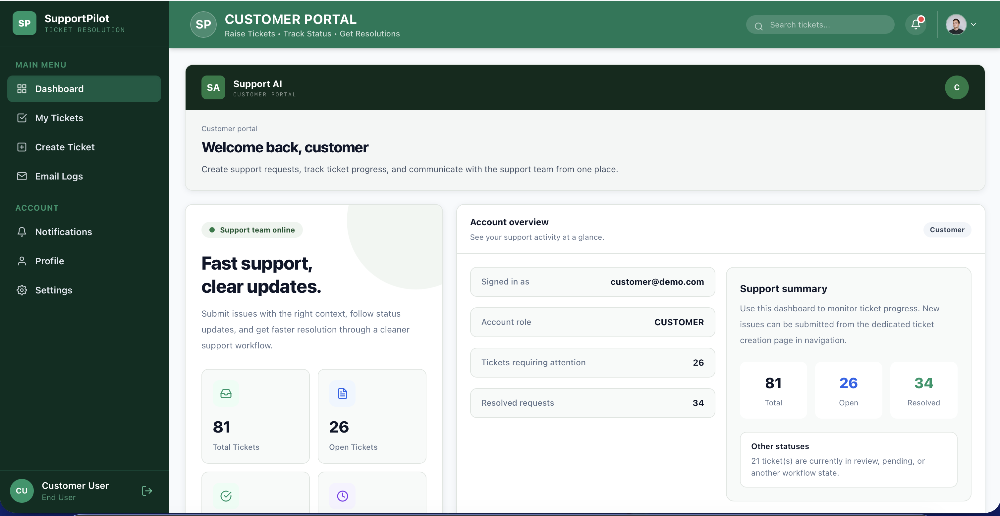 SP
SupportPilot
TICKET RESOLUTION
MAIN MENU
Dashboard
My Tickets
Create Ticket
Email Logs
ACCOUNT
Notifications
Profile
Settings
CU
Customer User
End User
SP
CUSTOMER PORTAL
Raise Tickets • Track Status • Get Resolutions
Search tickets...
SA
Support AI
CUSTOMER PORTAL
C
Customer portal
Welcome back, customer
Create support requests, track ticket progress, and communicate with the support team from one place.
Support team online
Fast support,
clear updates.
Submit issues with the right context, follow status
updates, and get faster resolution through a cleaner
support workflow.
81
Total Tickets
26
Open Tickets
Account overview
See your support activity at a glance.
Customer
Signed in as
customer@demo.com
Account role
CUSTOMER
Tickets requiring attention
26
Resolved requests
34
Support summary
Use this dashboard to monitor ticket progress. New
issues can be submitted from the dedicated ticket
creation page in navigation.
81
Total
26
Open
34
Resolved
Other statuses
21 ticket(s) are currently in review, pending, or
another workflow state.